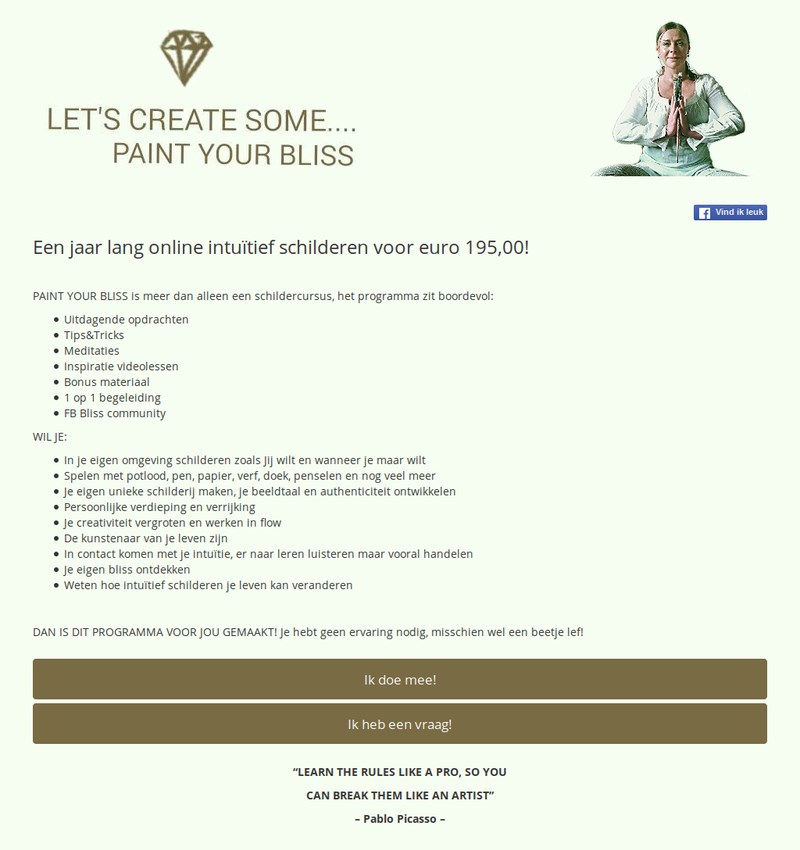 LET'S CREATE SOME....
PAINT YOUR BLISS
Vind ik leuk
Een jaar lang online intuïtief schilderen voor euro 195,00!
PAINT YOUR BLISS is meer dan alleen een schildercursus, het programma zit boordevol:
Uitdagende opdrachten
Tips&Tricks
Meditaties
Inspiratie videolessen
Bonus materiaal
1 op 1 begeleiding
FB Bliss community
WIL JE:
In je eigen omgeving schilderen zoals Jij wilt en wanneer je maar wilt
Spelen met potlood, pen, papier, verf, doek, penselen en nog veel meer
Je eigen unieke schilderij maken, je beeldtaal en authenticiteit ontwikkelen
Persoonlijke verdieping en verrijking
Je creativiteit vergroten en werken in flow
De kunstenaar van je leven zijn
In contact komen met je intuïtie, er naar leren luisteren maar vooral handelen
Je eigen bliss ontdekken
Weten hoe intuïtief schilderen je leven kan veranderen
DAN IS DIT PROGRAMMA VOOR JOU GEMAAKT! Je hebt geen ervaring nodig, misschien wel een beetje lef!
Ik doe mee!
Ik heb een vraag!
“LEARN THE RULES LIKE A PRO, SO YOU
CAN BREAK THEM LIKE AN ARTIST”
– Pablo Picasso –